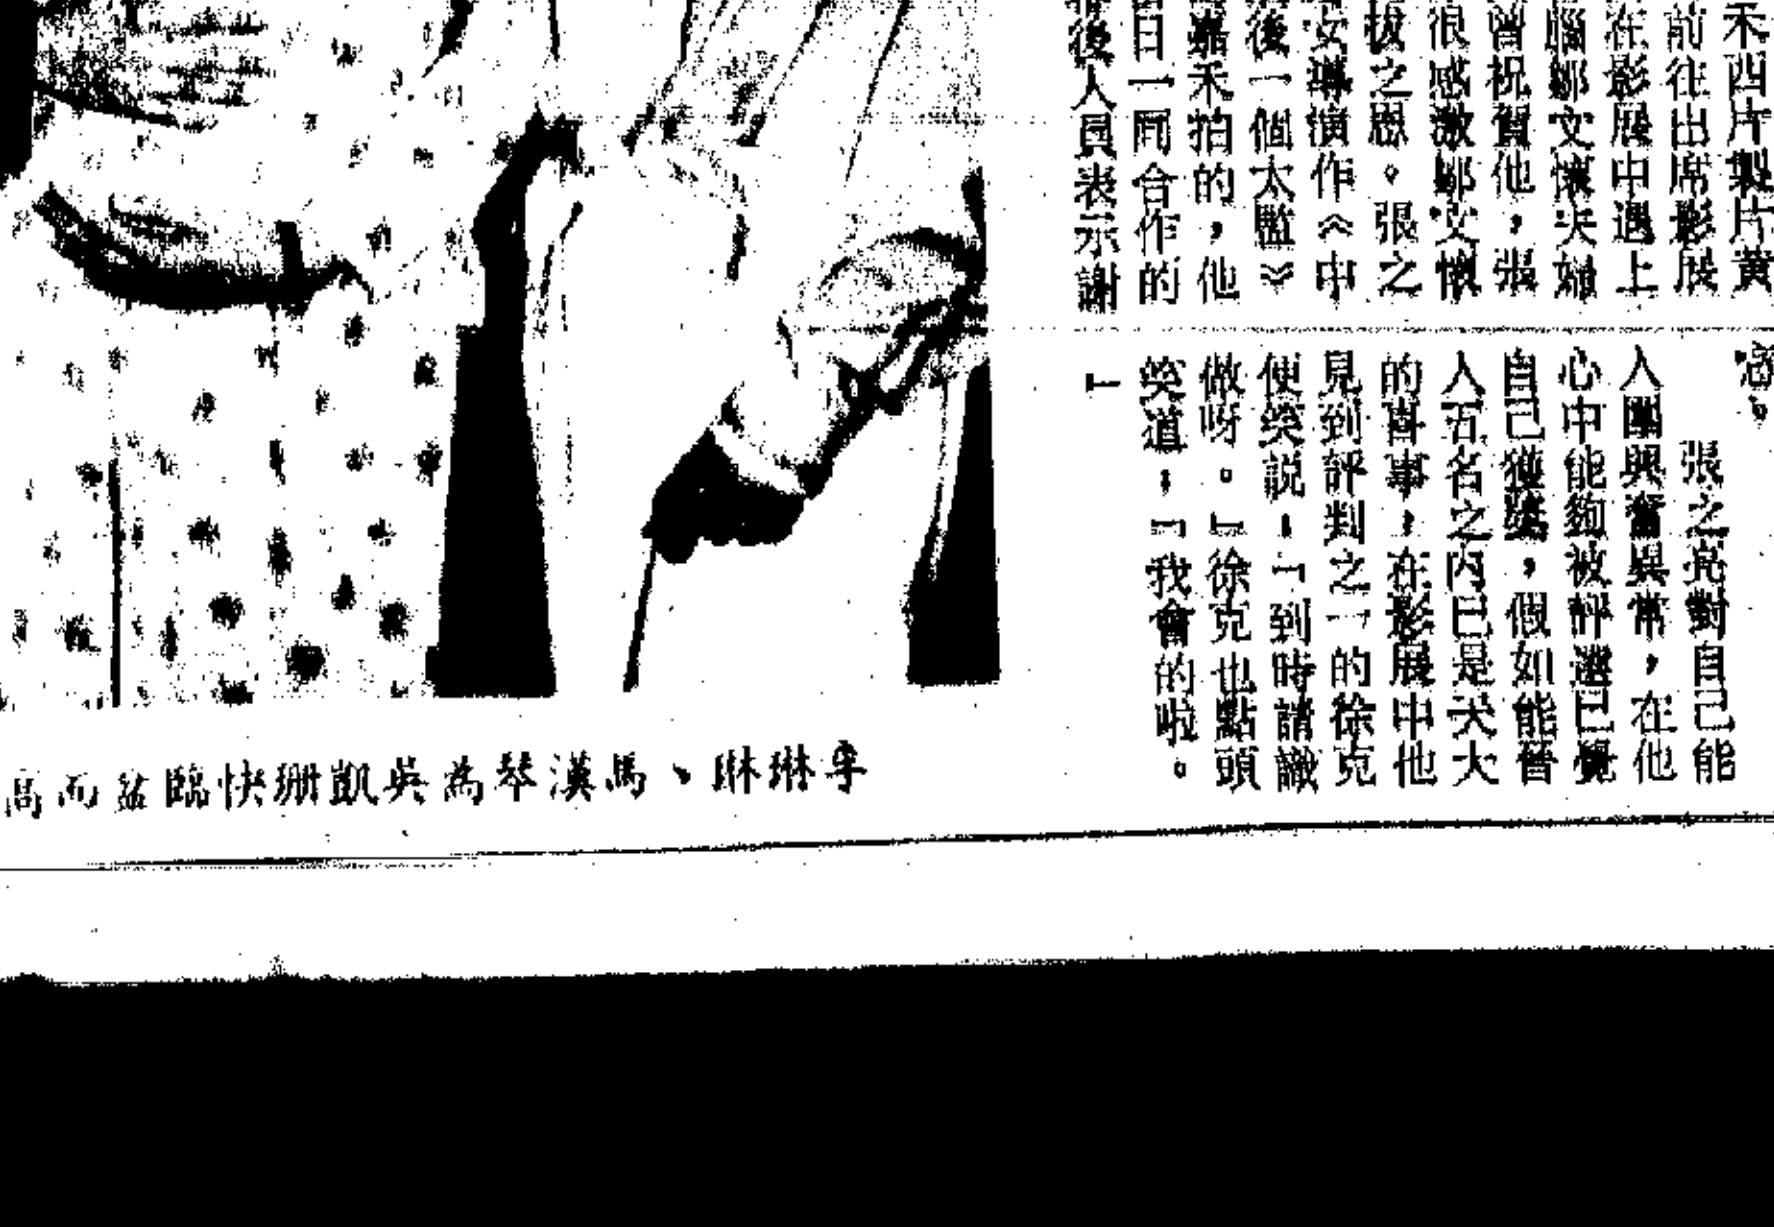 禾西片製片黃
前往出席影展
在影展中遇上
腦鄒文懷夫婦
曾祝賀他，張
很感激鄒文懷
拔之恩。張之
安琪演作《中
後一個太監》
嘉禾拍的，他
日一同合作的
後人員表示謝
意。
張之亮對自己能
入圍興奮異常，在他
心中能夠被評選已覺
自己獲獎，假如能晉
入五名之內已是天大
的喜事，在影展中他
見到評判之一的徐克
便笑説，「到時請識
做呀。』徐克也點頭
笑道，『我會的啦。
」
李琳琳、馬漢琴為吳凱珊快臨盆而高